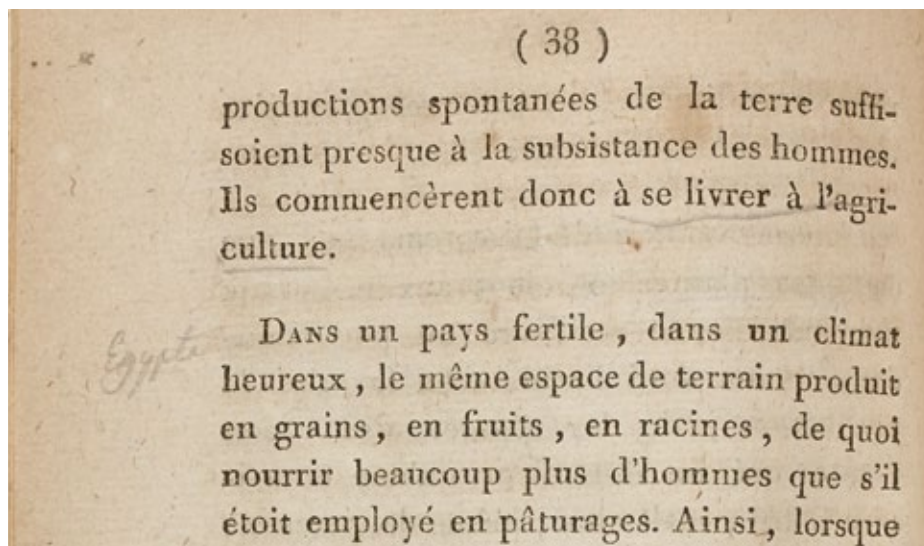 ( 38 )
productions spontanées de la terre suffi-
soient presque à la subsistance des hommes.
Ils commencèrent donc à se livrer à l'agri-
culture.
Egypte
DANS un pays fertile , dans un climat
heureux , le même espace de terrain produit
en grains , en fruits , en racines , de quoi
nourrir beaucoup plus d'hommes que s'il
étoit employé en pâturages. Ainsi , lorsque